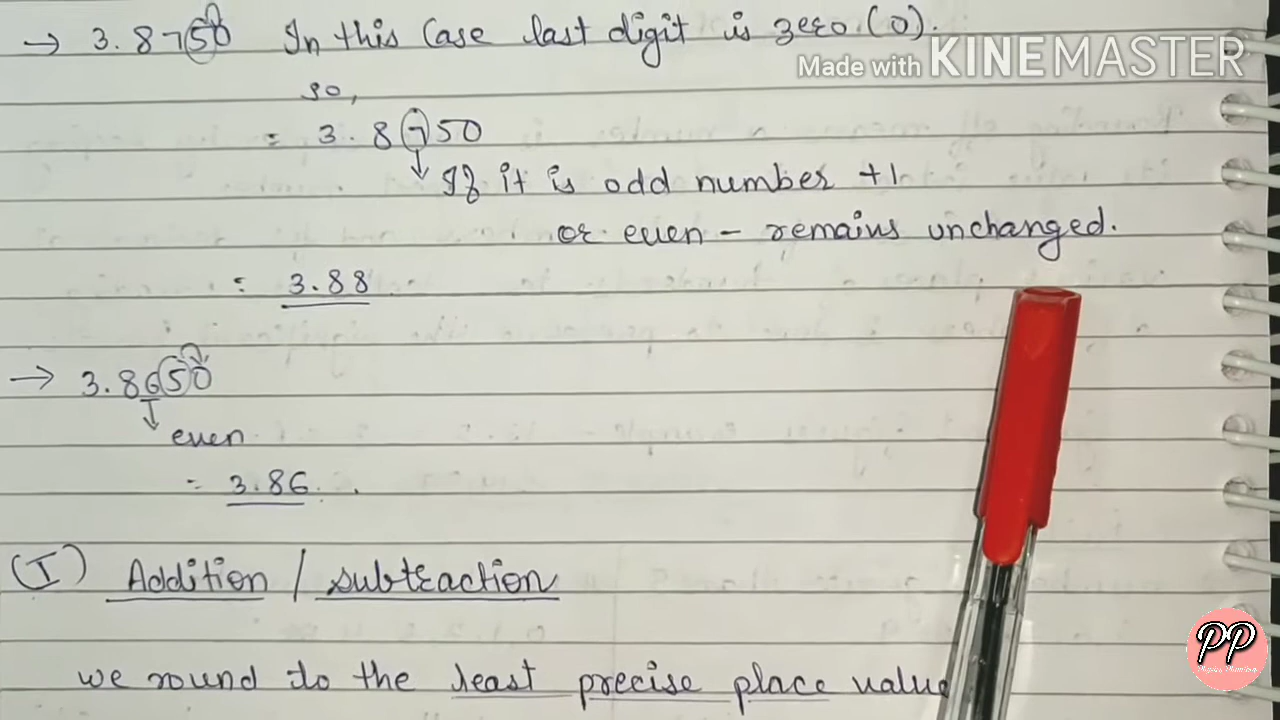 → 3.8750 In this case last digit is zero (0).
Made with KINEMASTER
so,
= 3.8750
If it is odd number +1
or even - remains unchanged.
= 3.88
→ 3.8650
even
= 3.86.
(I) Addition / subtraction
we round to the least precise place value
PP